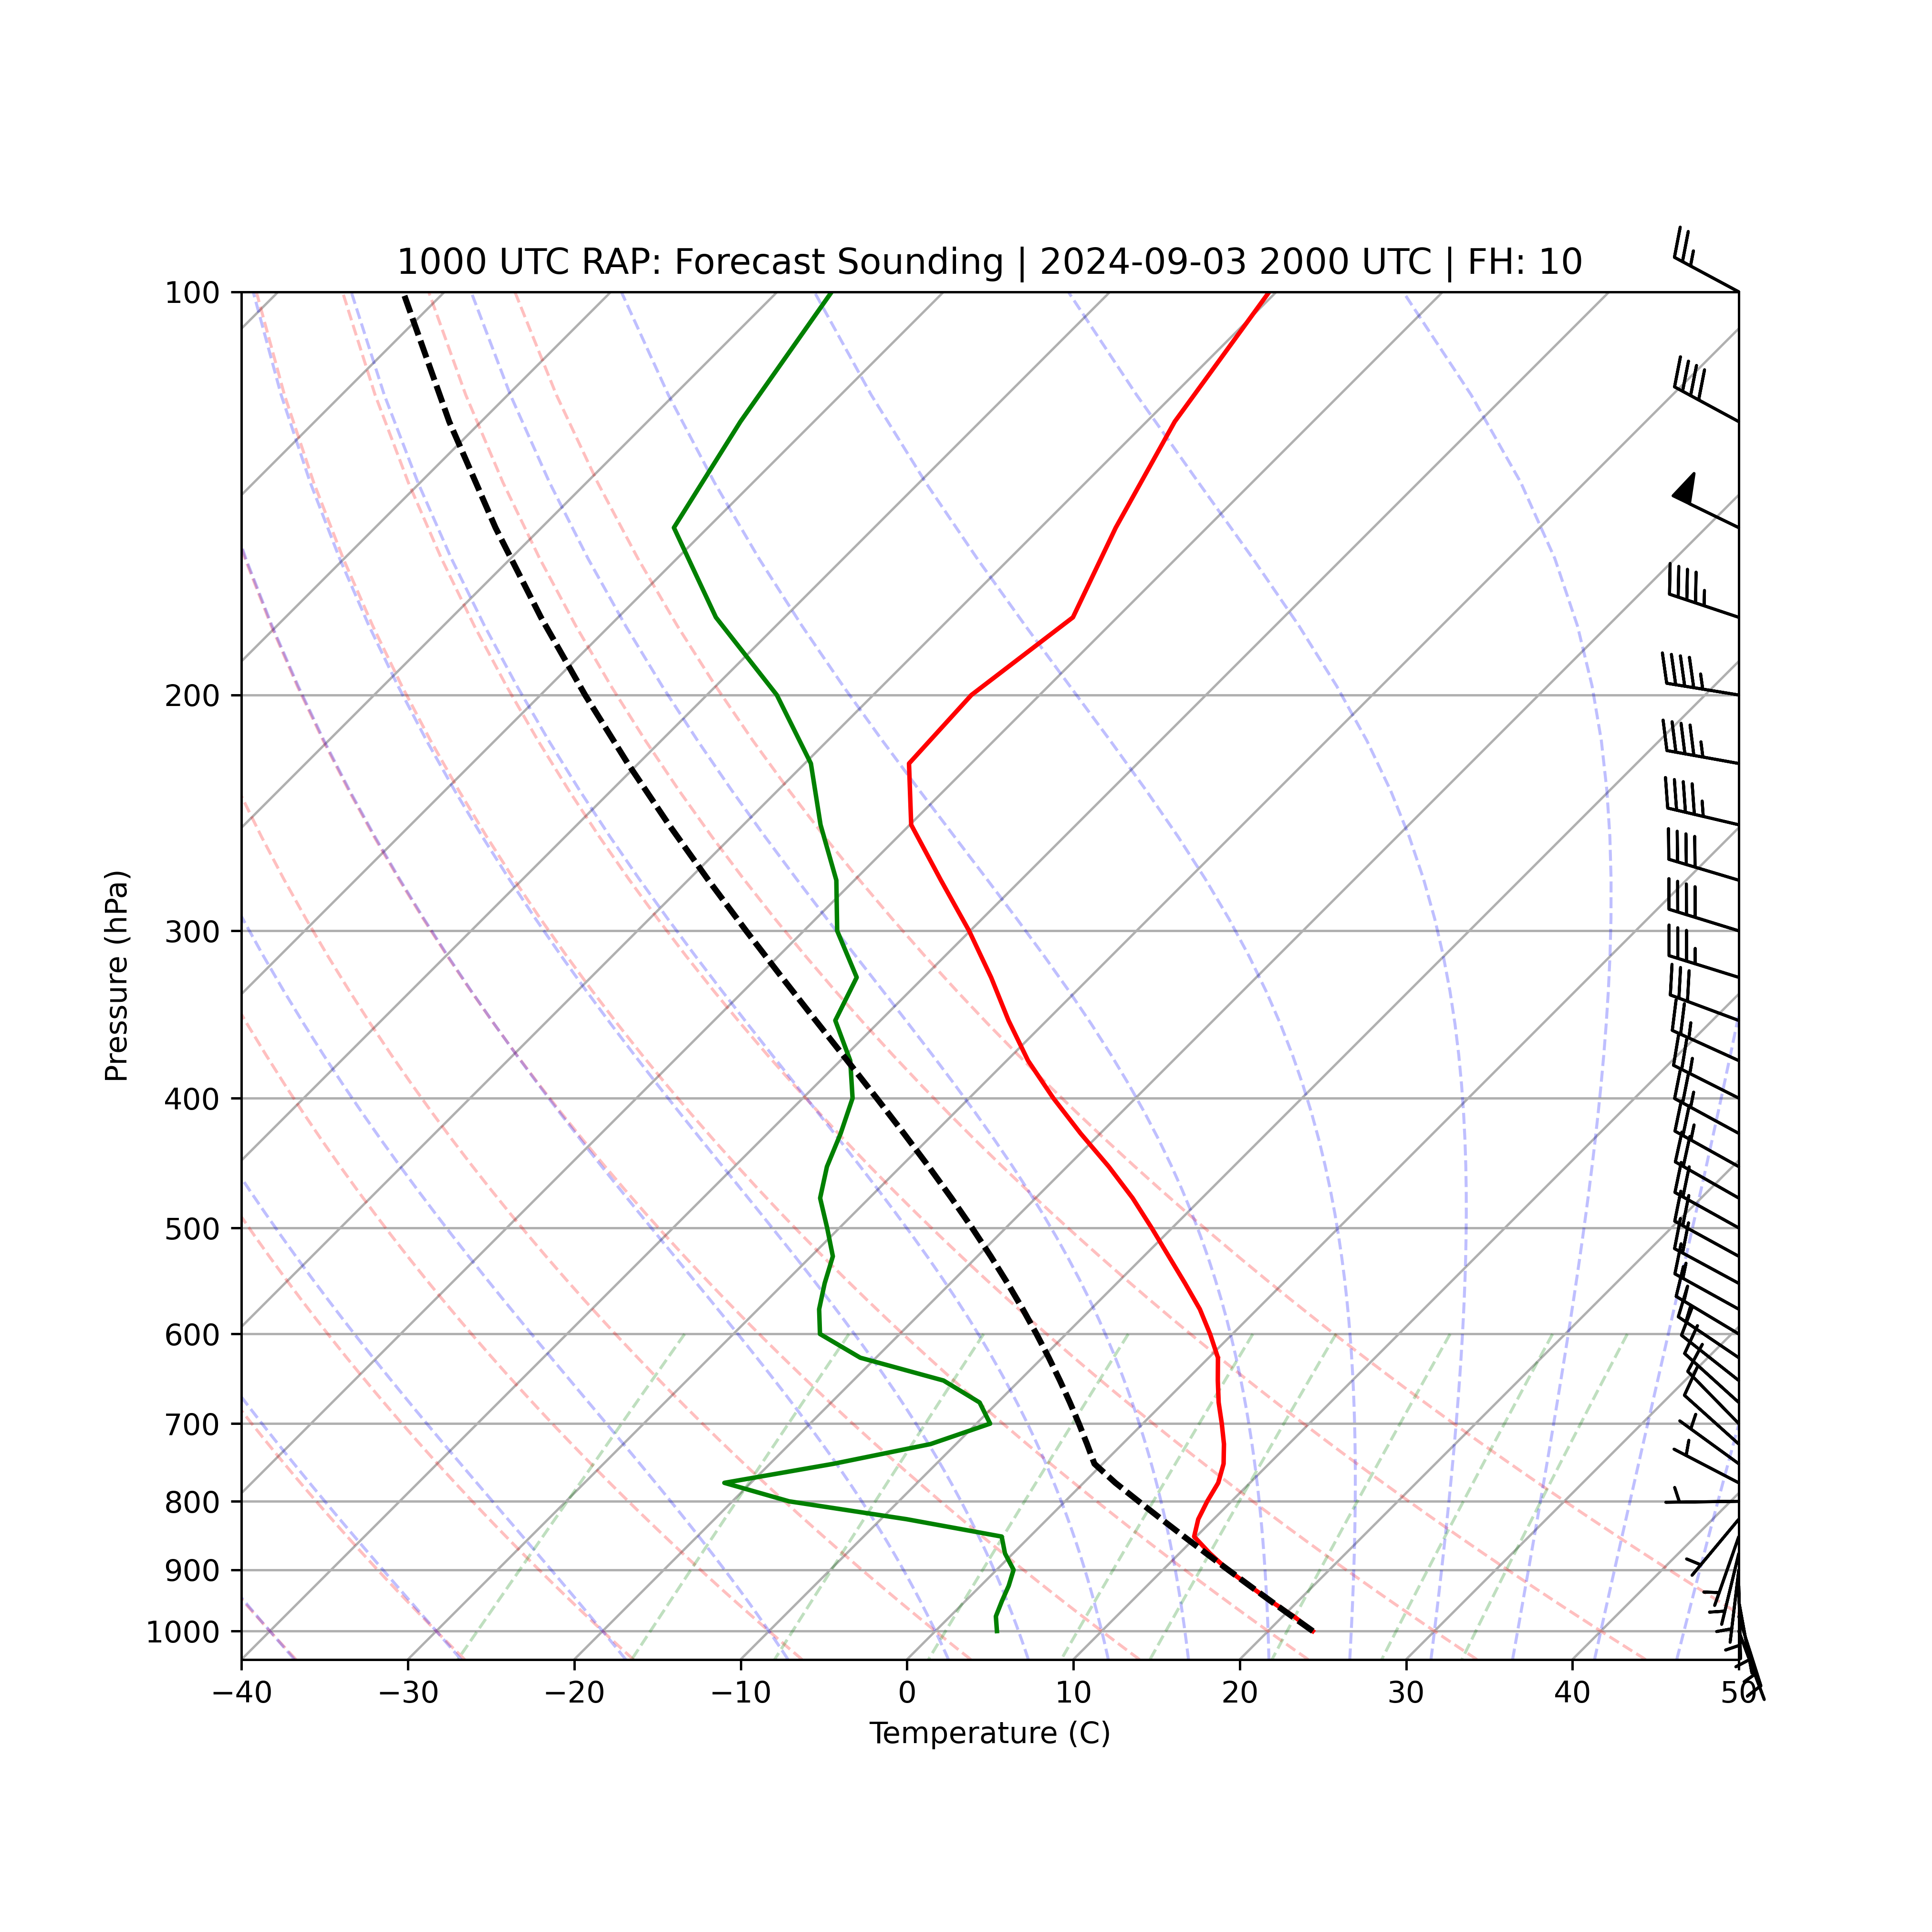 1000 UTC RAP: Forecast Sounding | 2024-09-03 2000 UTC | FH: 10
100
200
300
400
500
600
700
800
900
1000
Pressure (hPa)
−40 −30 −20 −10 0 10 20 30 40 50
Temperature (C)